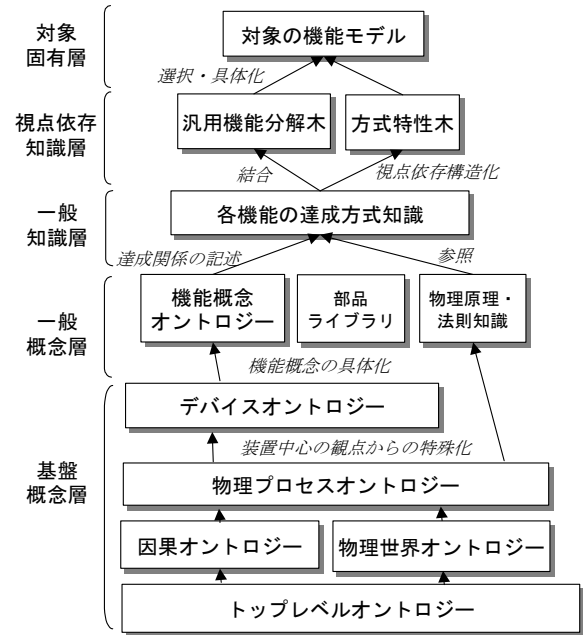 対象
固有層
対象の機能モデル
選択・具体化
視点依存
知識層
汎用機能分解木
方式特性木
結合
視点依存構造化
一般
知識層
各機能の達成方式知識
達成関係の記述
参照
一般
概念層
機能概念
オントロジー
部品
ライブラリ
物理原理・
法則知識
機能概念の具体化
基盤
概念層
デバイスオントロジー
装置中心の観点からの特殊化
物理プロセスオントロジー
因果オントロジー
物理世界オントロジー
トップレベルオントロジー